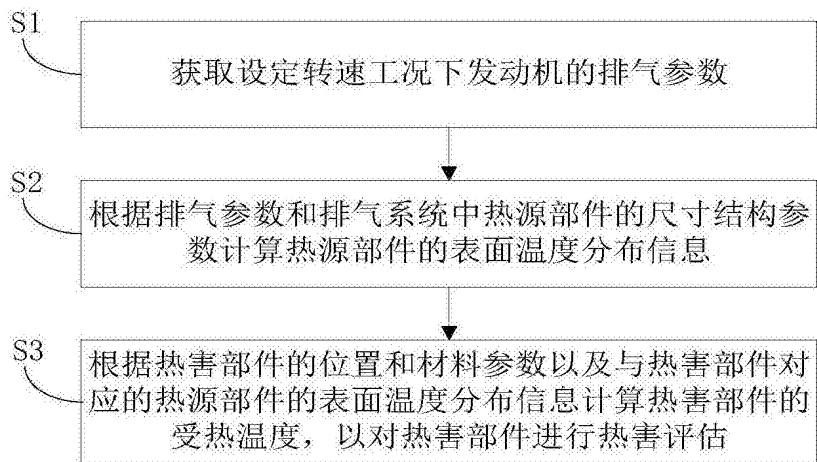 S1
获取设定转速工况下发动机的排气参数
S2
根据排气参数和排气系统中热源部件的尺寸结构参
数计算热源部件的表面温度分布信息
S3
根据热害部件的位置和材料参数以及与热害部件对
应的热源部件的表面温度分布信息计算热害部件的
受热温度，以对热害部件进行热害评估